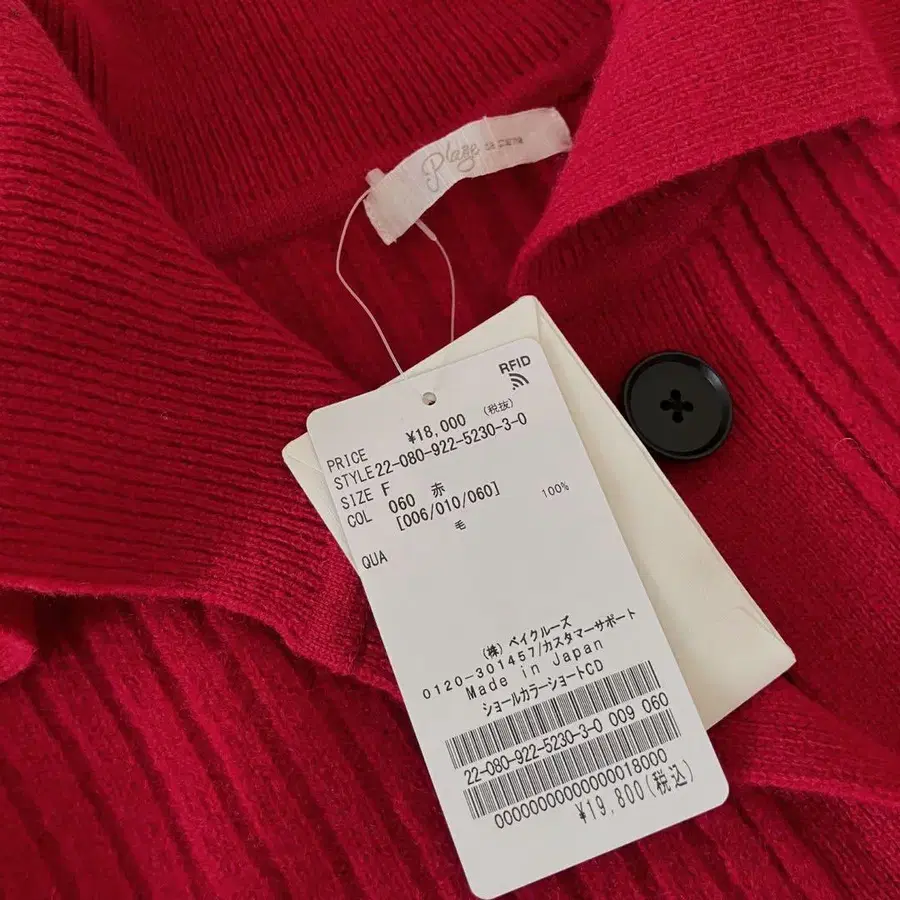 Plage
RFID
PRICE ¥18,000 (税抜)
STYLE 22-080-922-5230-3-0
SIZE F
COL 060 赤
[006/010/060]
QUA 毛 100%
(株) ベイクルーズ
0120-301457/カスタマーサポート
Made in Japan
ショールカラーショートCD
22-080-922-5230-3-0 009 060
0000000000000018000
¥19,800(税込)